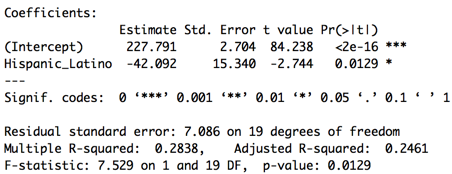 Coefficients:
                Estimate Std. Error t value Pr(>|t|)
(Intercept)      227.791      2.704  84.238   <2e-16 ***
Hispanic_Latino  -42.092     15.340  -2.744   0.0129 *
---
Signif. codes:  0 ‘***’ 0.001 ‘**’ 0.01 ‘*’ 0.05 ‘.’ 0.1 ‘ ’ 1
Residual standard error: 7.086 on 19 degrees of freedom
Multiple R-squared:  0.2838,    Adjusted R-squared:  0.2461
F-statistic: 7.529 on 1 and 19 DF,  p-value: 0.0129